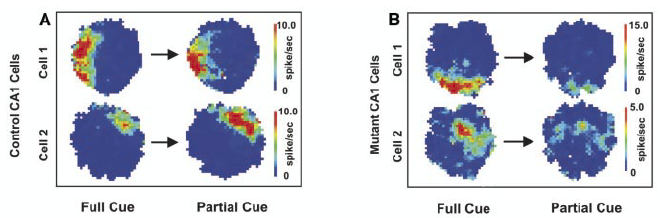 A
Control CA1 Cells
Cell 1
Cell 2
10.0
spike/sec
0
10.0
spike/sec
0
Full Cue
Partial Cue
B
Mutant CA1 Cells
Cell 1
Cell 2
15.0
spike/sec
0
5.0
spike/sec
0
Full Cue
Partial Cue